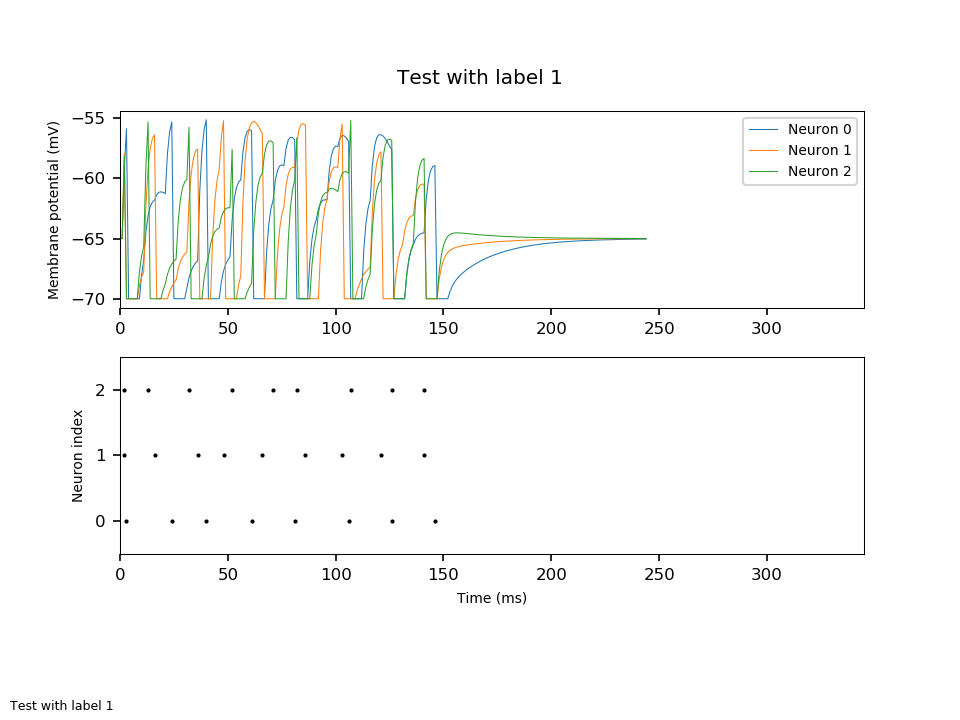 Test with label 1
Membrane potential (mV)
−55
−60
−65
−70
Neuron 0
Neuron 1
Neuron 2
0 50 100 150 200 250 300
Neuron index
2
1
0
0 50 100 150 200 250 300
Time (ms)
Test with label 1